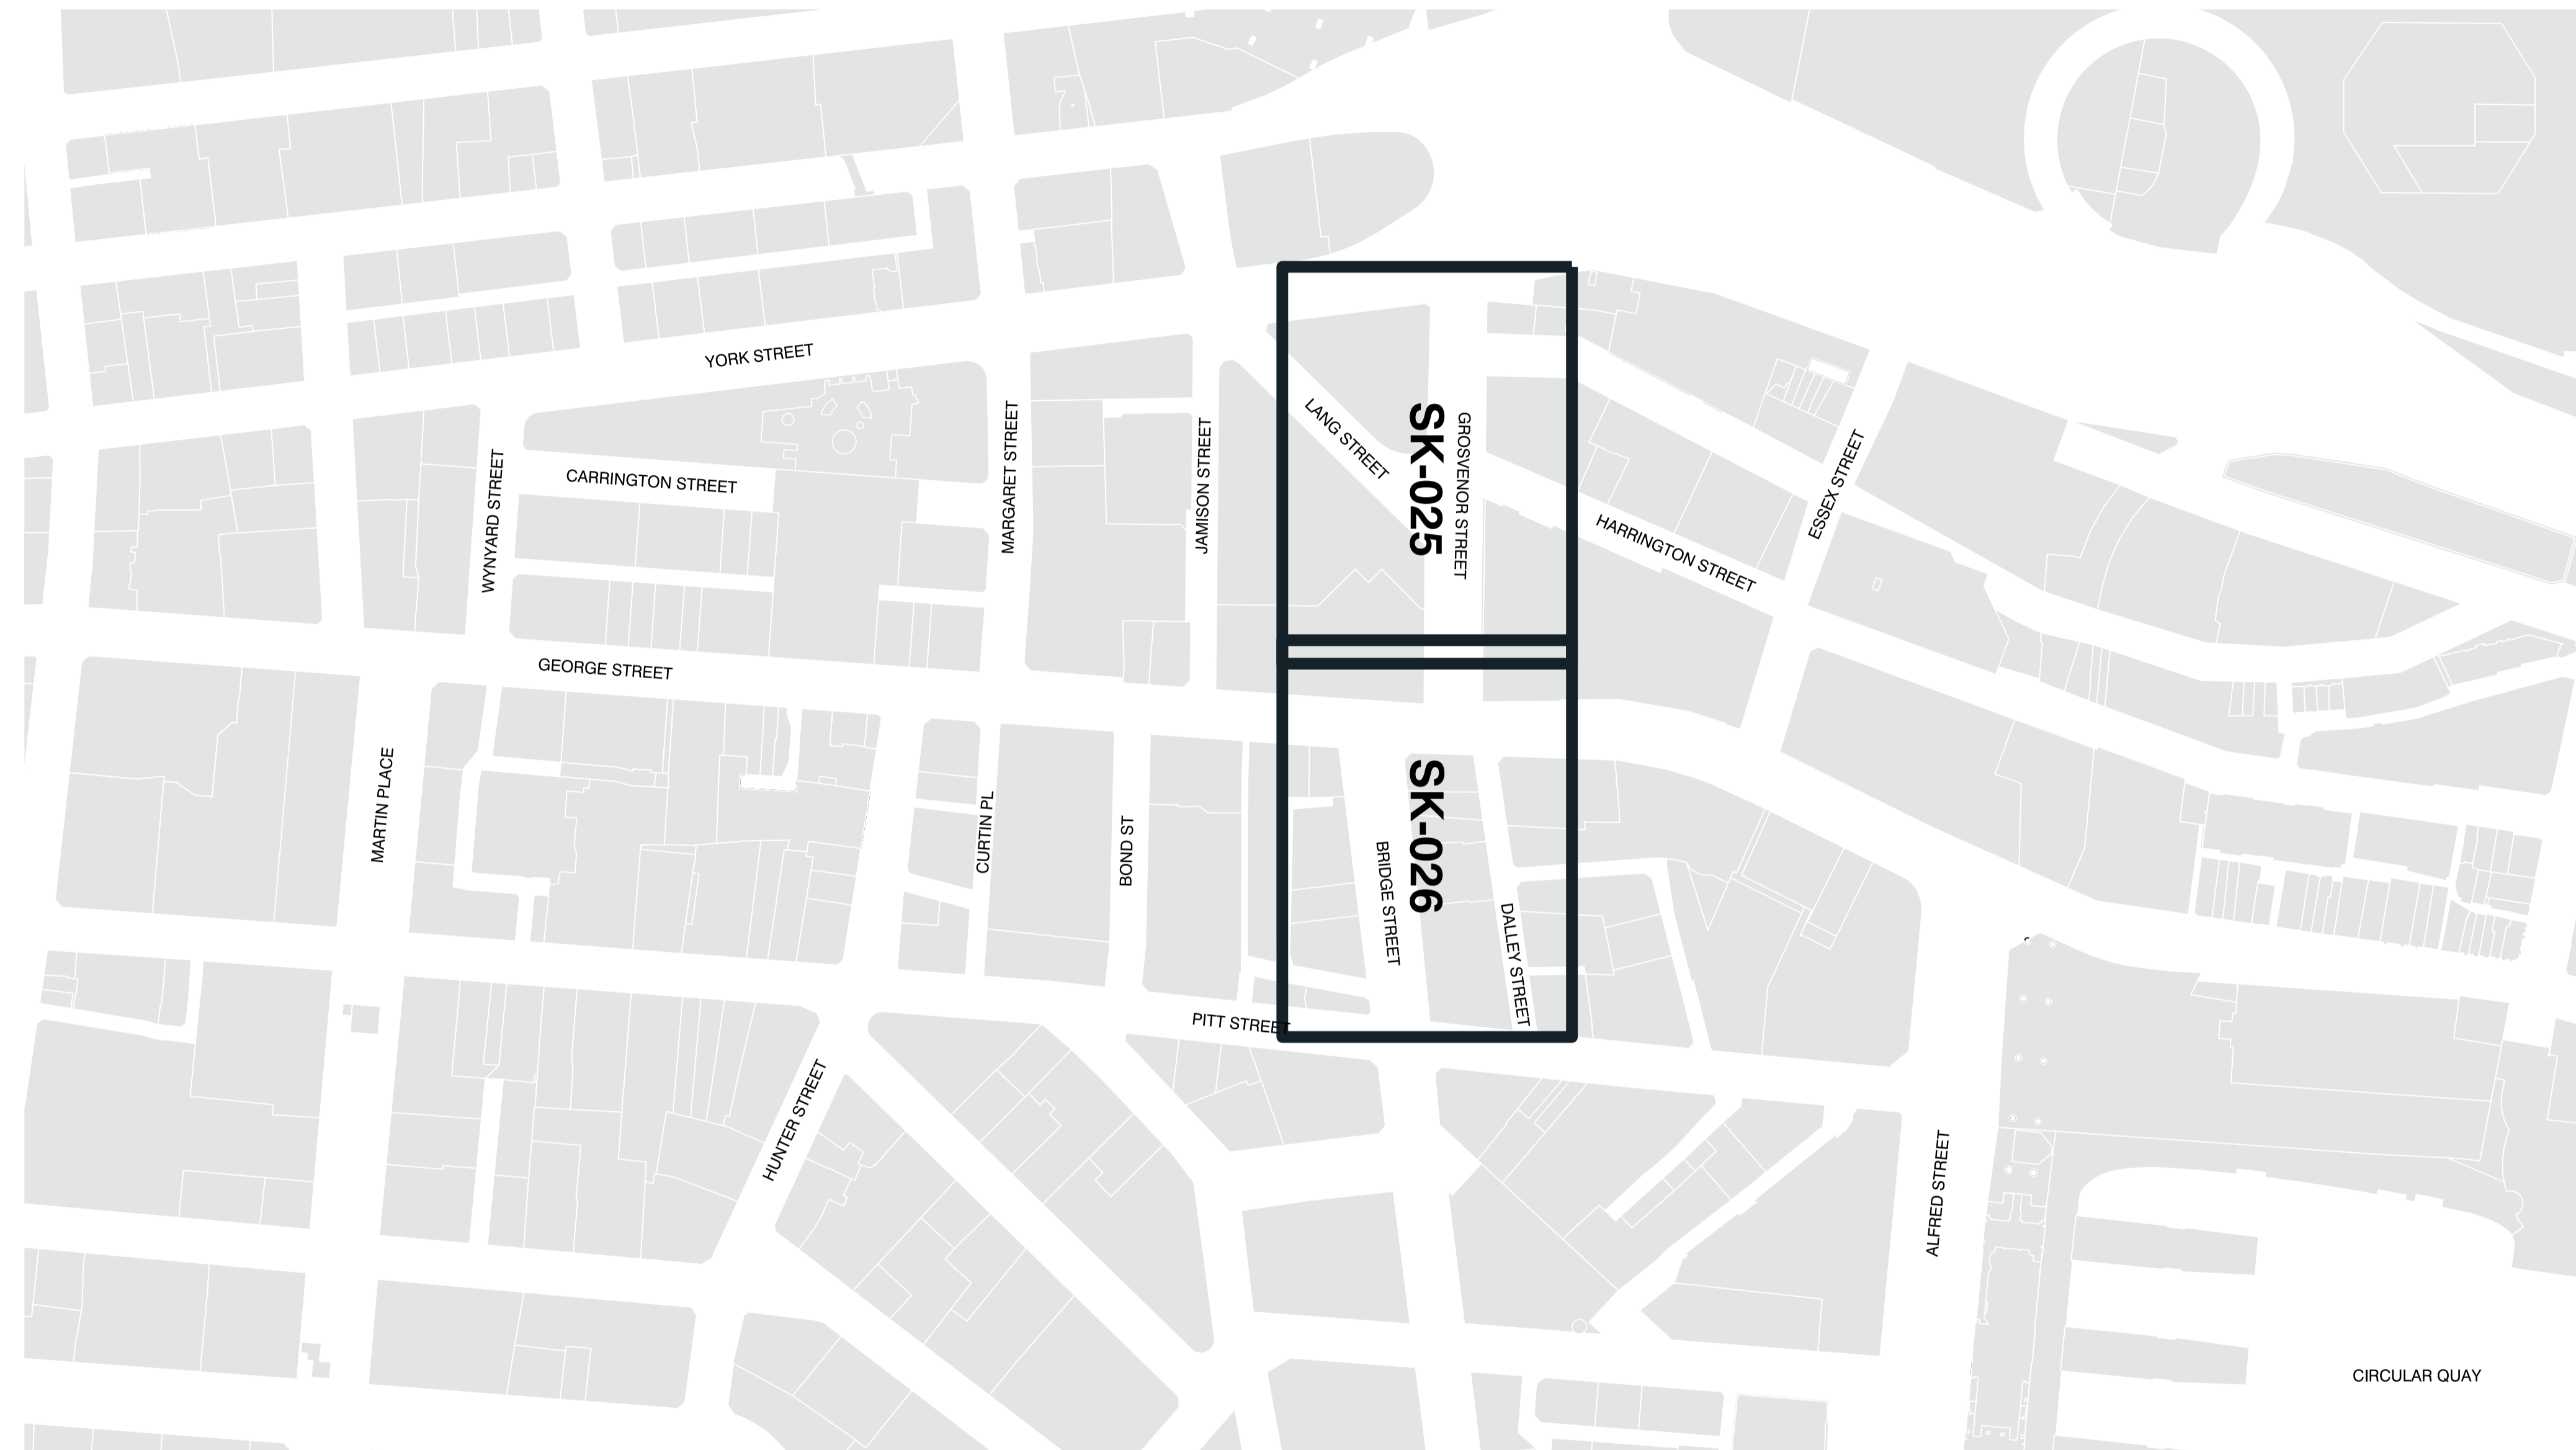 YORK STREET
CARRINGTON STREET
WYNYARD STREET
MARGARET STREET
JAMISON STREET
LANG STREET
SK-025
GROSVENOR STREET
HARRINGTON STREET
ESSEX STREET
GEORGE STREET
MARTIN PLACE
CURTIN PL
BOND ST
BRIDGE STREET
SK-026
DALLEY STREET
PITT STREET
HUNTER STREET
ALFRED STREET
CIRCULAR QUAY